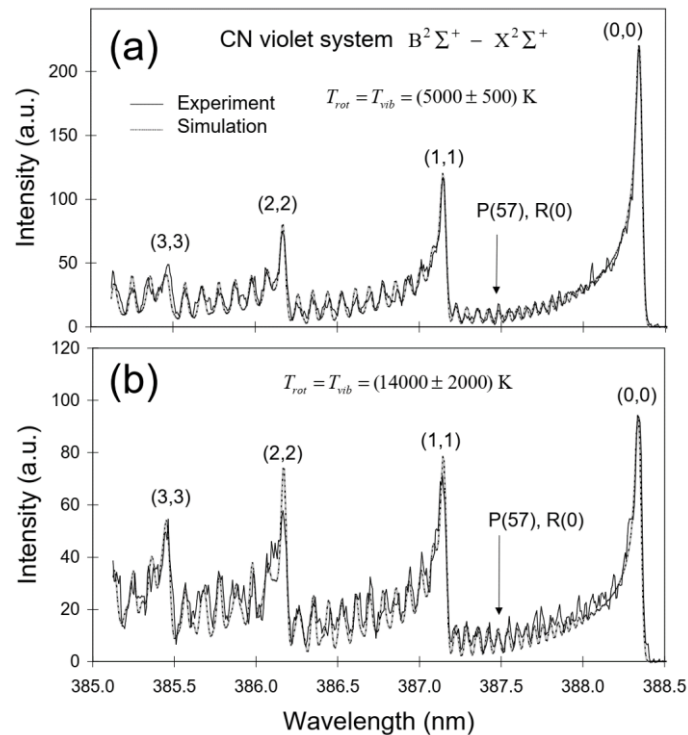 (a)
CN violet system B²Σ⁺ − X²Σ⁺
(0,0)
T_rot = T_vib = (5000 ± 500) K
Experiment
Simulation
(1,1)
(2,2)
(3,3)
P(57), R(0)
Intensity (a.u.)
200
150
100
50
0
(b)
T_rot = T_vib = (14000 ± 2000) K
(0,0)
(1,1)
(2,2)
(3,3)
P(57), R(0)
Intensity (a.u.)
120
100
80
60
40
20
0
385.0 385.5 386.0 386.5 387.0 387.5 388.0 388.5
Wavelength (nm)